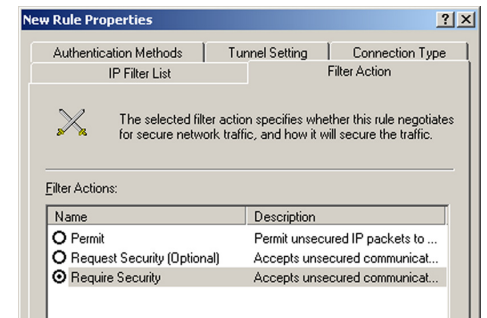 New Rule Properties
Authentication Methods Tunnel Setting Connection Type
IP Filter List Filter Action
The selected filter action specifies whether this rule negotiates
for secure network traffic, and how it will secure the traffic.
Filter Actions:
Name Description
Permit Permit unsecured IP packets to ...
Request Security (Optional) Accepts unsecured communicat...
Require Security Accepts unsecured communicat...